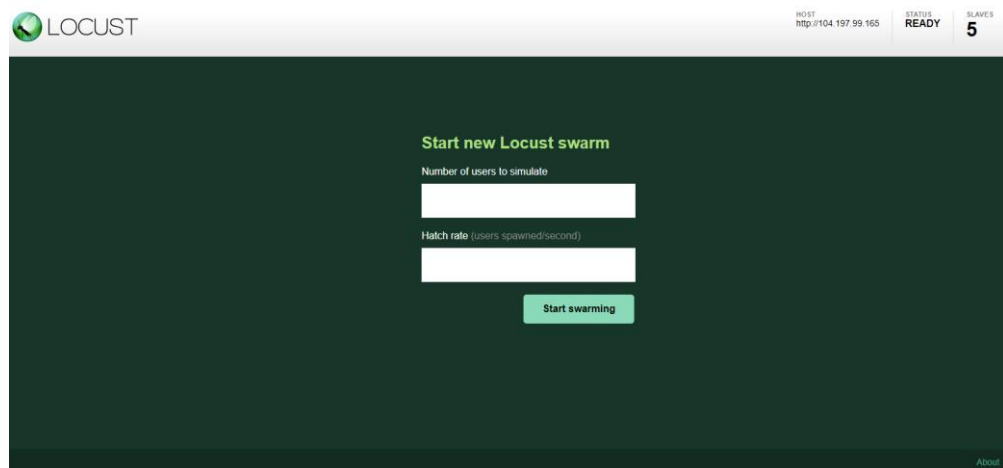 LOCUST
HOST
http://104.197.99.165
STATUS
READY
SLAVES
5
Start new Locust swarm
Number of users to simulate
Hatch rate (users spawned/second)
Start swarming
About